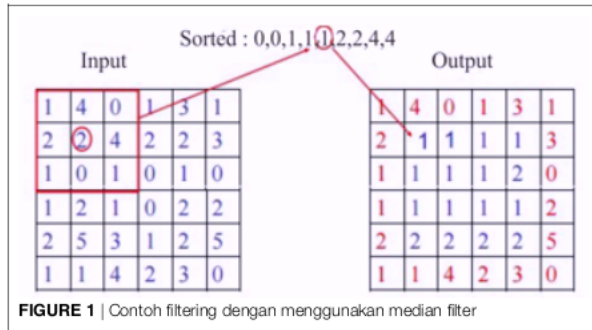 Sorted : 0,0,1,1,1,2,2,4,4
Input
Output
1 4 0 1 3 1
2 2 4 2 2 3
1 0 1 0 1 0
1 2 1 0 2 2
2 5 3 1 2 5
1 1 4 2 3 0
1 4 0 1 3 1
2 1 1 1 1 3
1 1 1 1 2 0
1 1 1 1 1 2
2 2 2 2 2 5
1 1 4 2 3 0
FIGURE 1 | Contoh filtering dengan menggunakan median filter